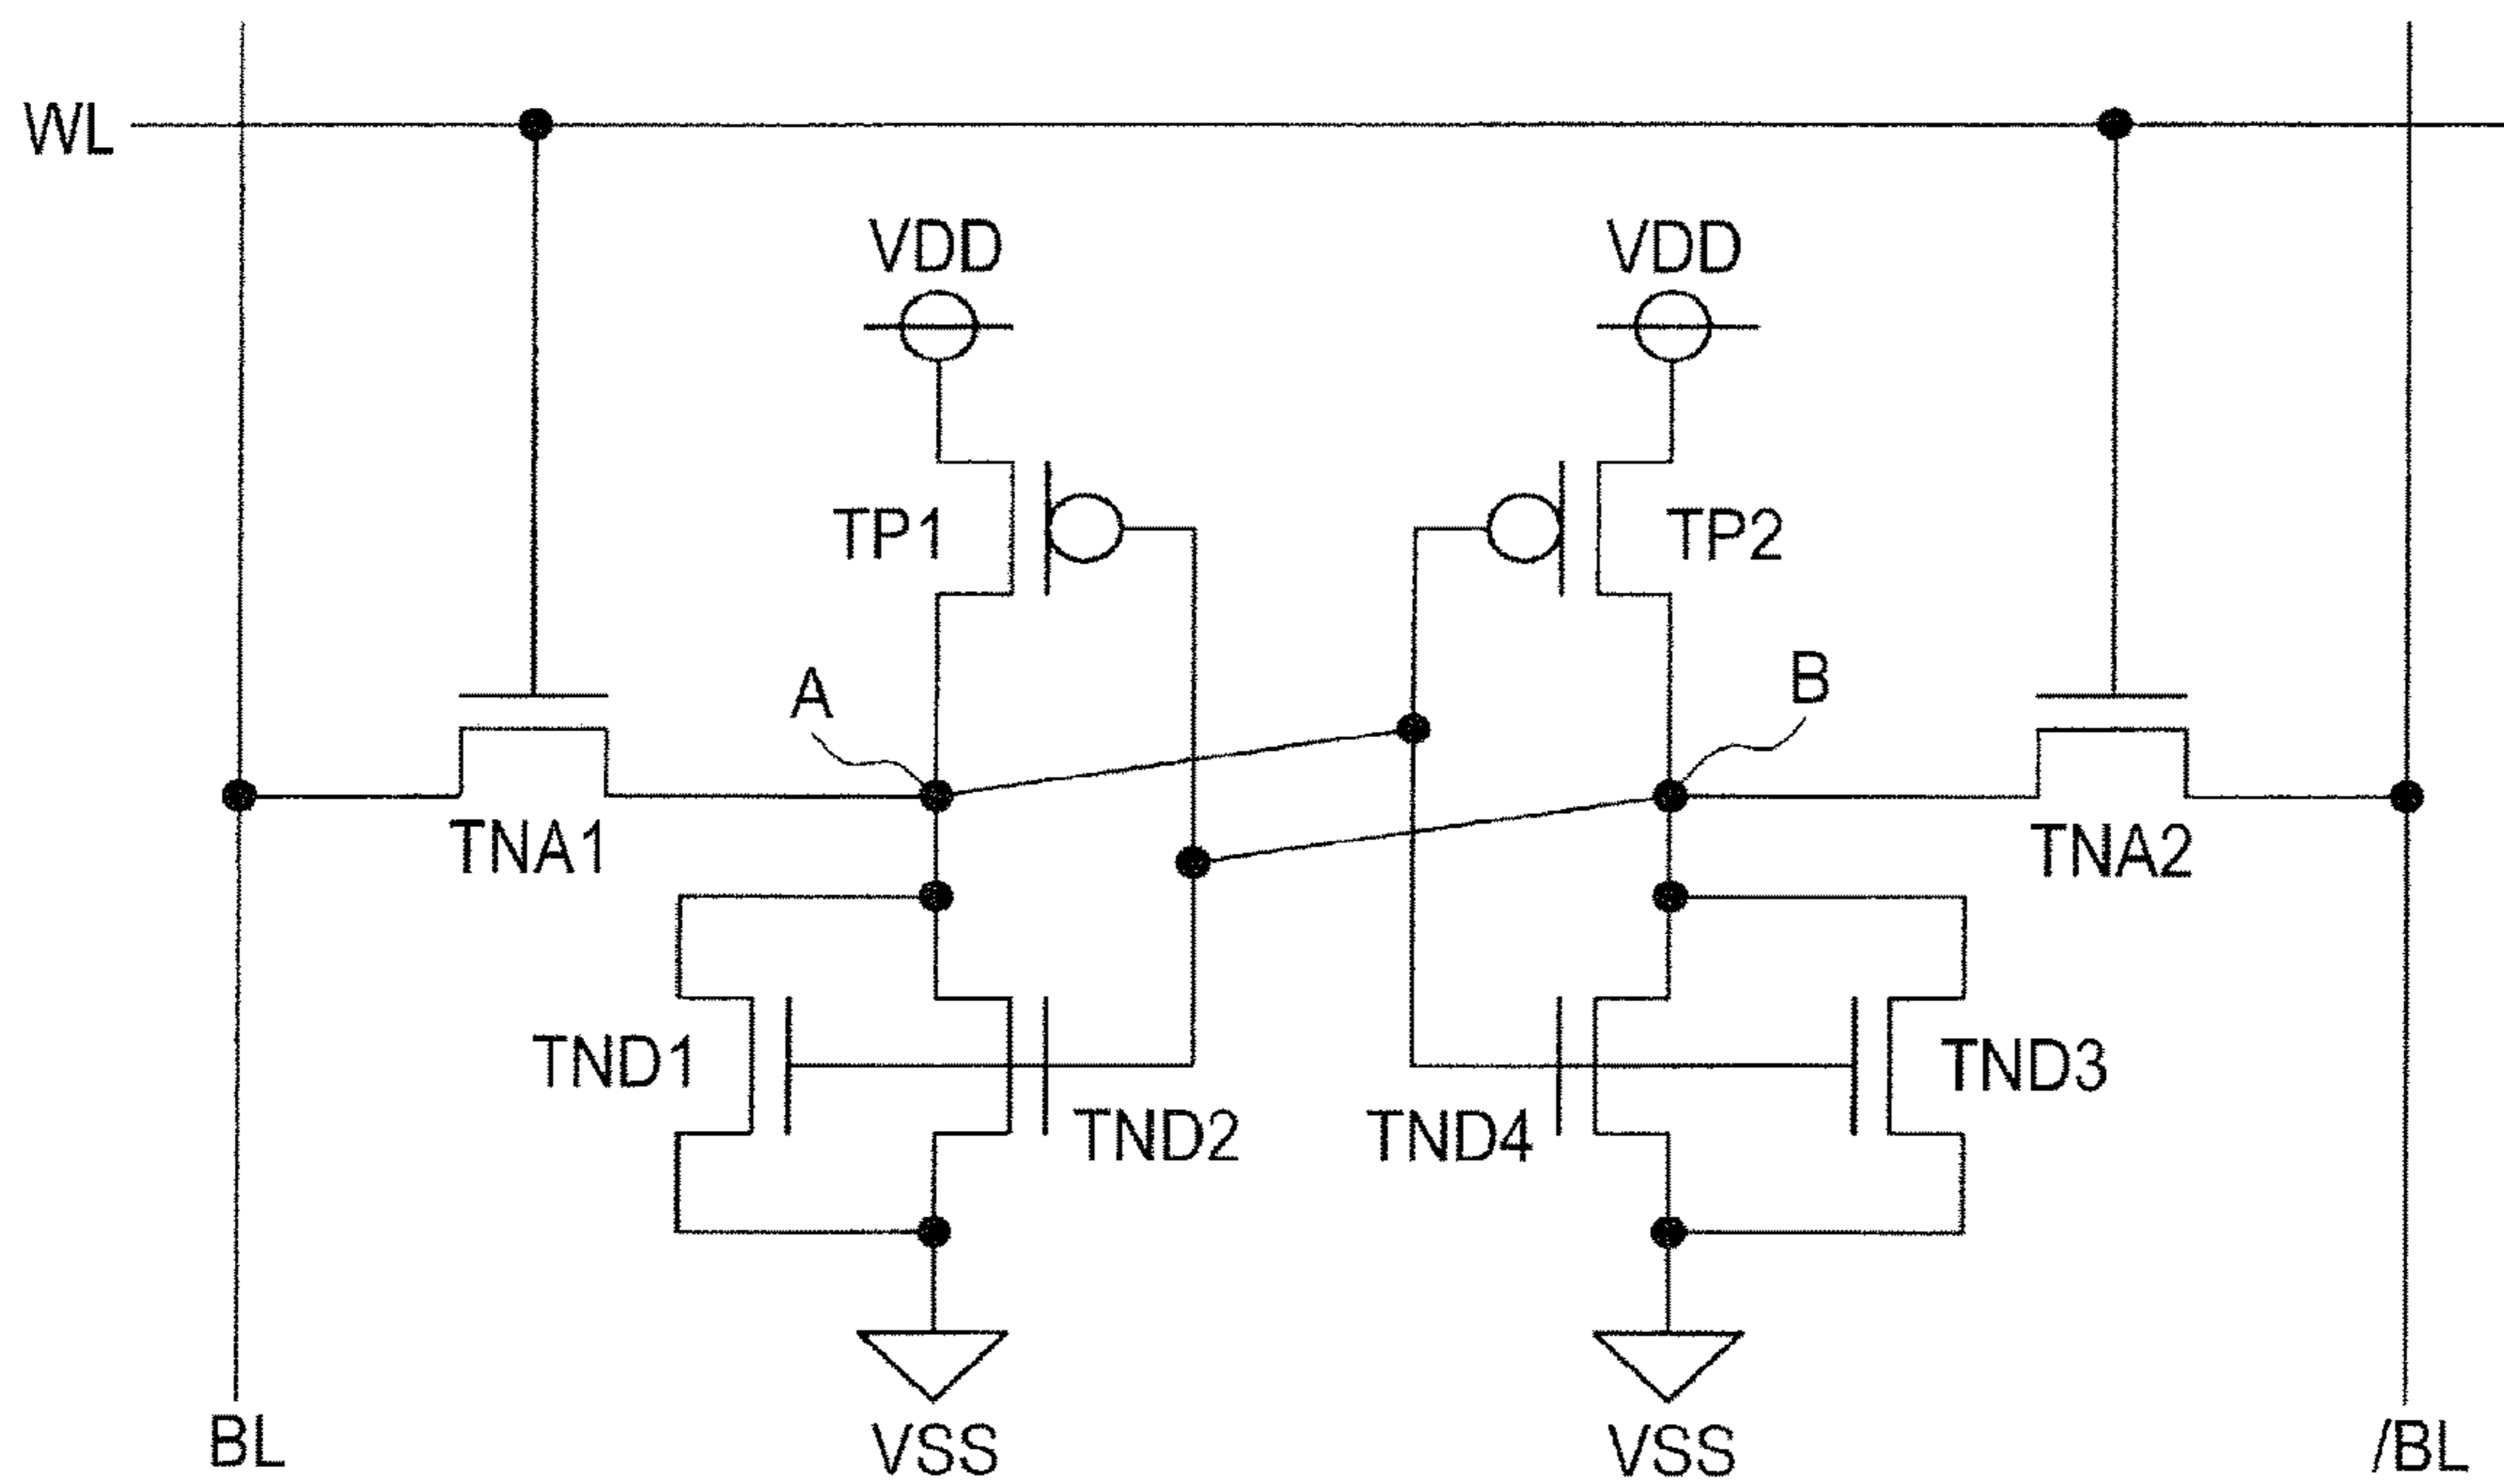 WL
VDD
VDD
TP1
TP2
A
B
TNA1
TNA2
TND1
TND3
TND2
TND4
BL
VSS
VSS
/BL